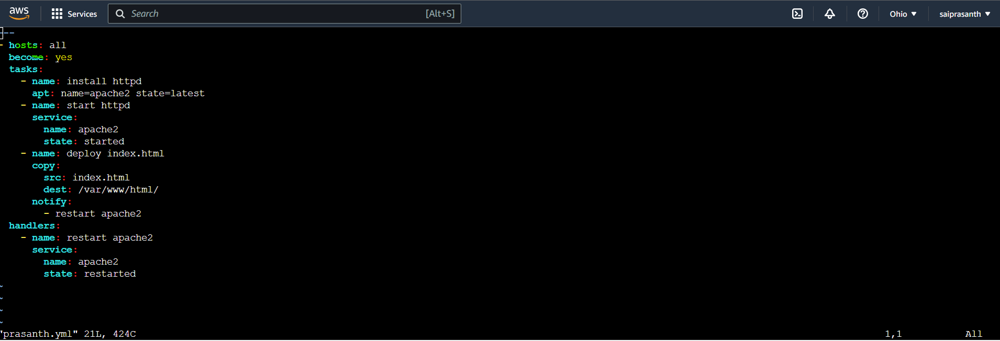 aws Services Search [Alt+S] Ohio saiprasanth
---
- hosts: all
  become: yes
  tasks:
    - name: install httpd
      apt: name=apache2 state=latest
    - name: start httpd
      service:
        name: apache2
        state: started
    - name: deploy index.html
      copy:
        src: index.html
        dest: /var/www/html/
      notify:
        - restart apache2
  handlers:
    - name: restart apache2
      service:
        name: apache2
        state: restarted
~
~
~
~
"prasanth.yml" 21L, 424C 1,1 All